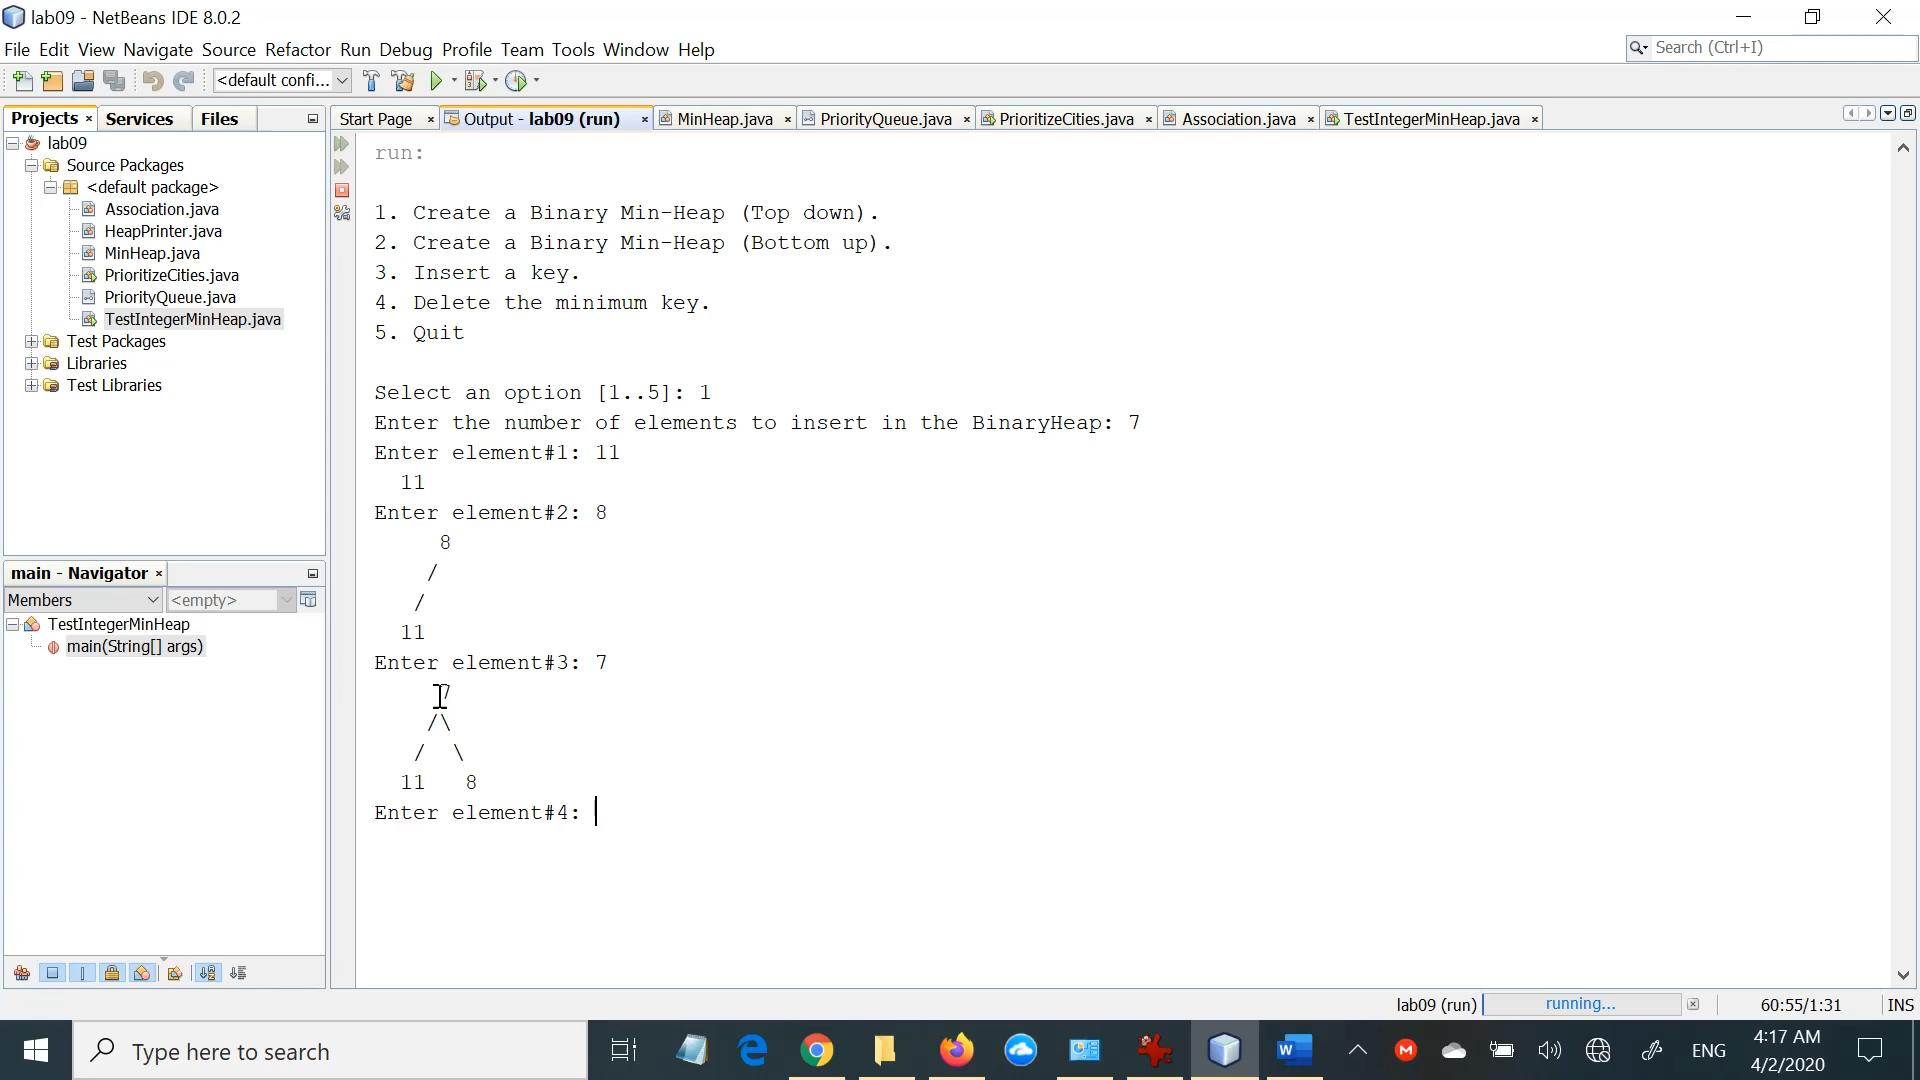 lab09 - NetBeans IDE 8.0.2
File Edit View Navigate Source Refactor Run Debug Profile Team Tools Window Help
Search (Ctrl+I)
<default confi...
Projects Services Files
Start Page Output - lab09 (run) MinHeap.java PriorityQueue.java PrioritizeCities.java Association.java TestIntegerMinHeap.java
lab09
Source Packages
<default package>
Association.java
HeapPrinter.java
MinHeap.java
PrioritizeCities.java
PriorityQueue.java
TestIntegerMinHeap.java
Test Packages
Libraries
Test Libraries
main - Navigator
Members <empty>
TestIntegerMinHeap
main(String[] args)
run:
1. Create a Binary Min-Heap (Top down).
2. Create a Binary Min-Heap (Bottom up).
3. Insert a key.
4. Delete the minimum key.
5. Quit
Select an option [1..5]: 1
Enter the number of elements to insert in the BinaryHeap: 7
Enter element#1: 11
11
Enter element#2: 8
8
/
/
11
Enter element#3: 7
7
/\
/ \
11 8
Enter element#4:
lab09 (run) running... 60:55/1:31 INS
Type here to search
ENG
4:17 AM
4/2/2020